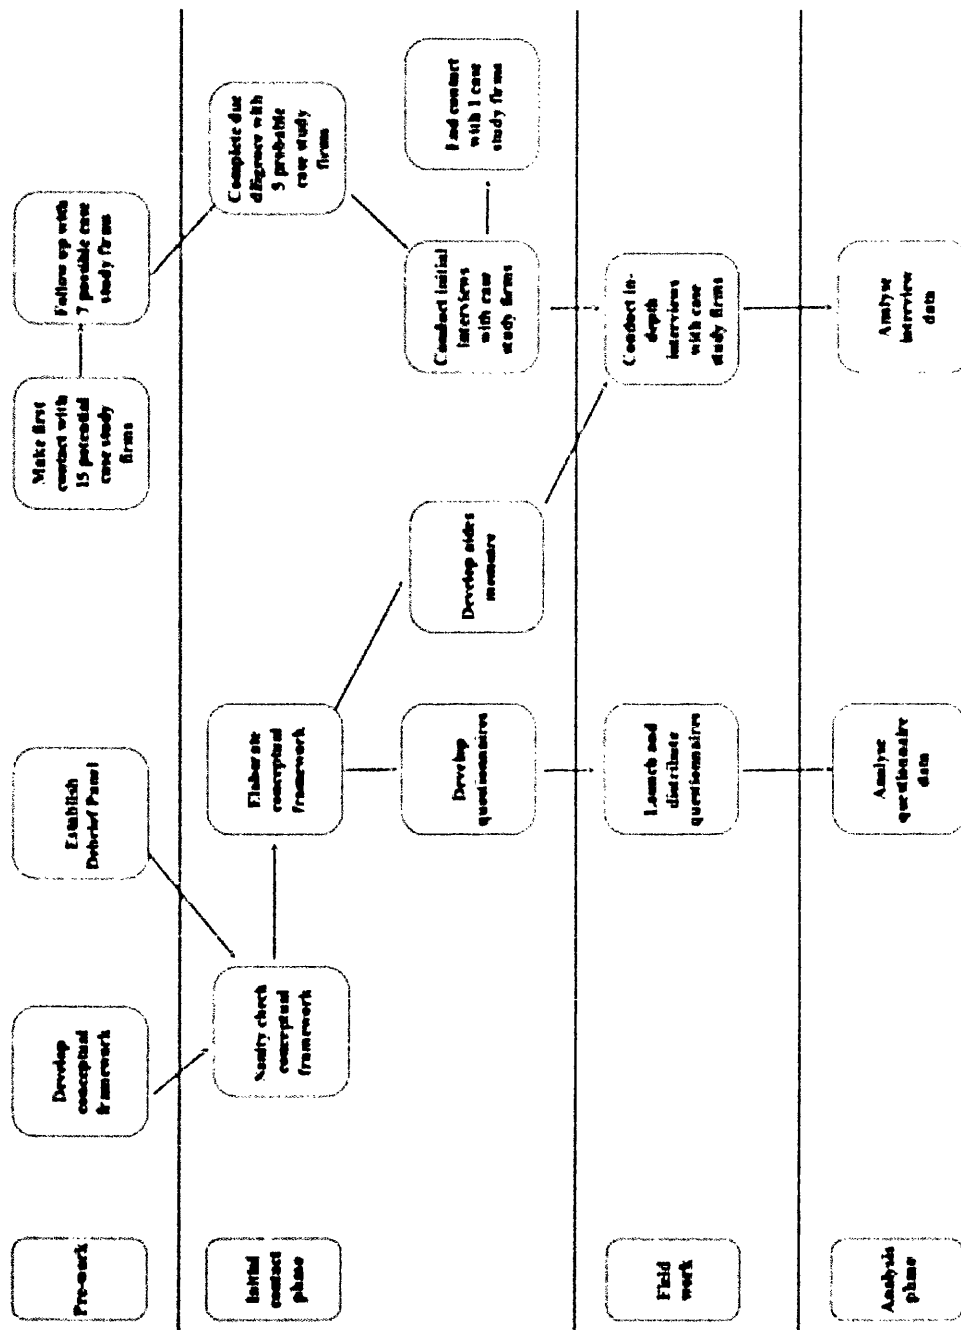 Pre-work
Develop
conceptual
framework
Establish
Debrief Panel
Make first
contact with
15 potential
case study
firms
Follow up with
7 possible case
study firms
Initial
contact
phase
Sanity check
conceptual
framework
Elaborate
conceptual
framework
Complete due
diligence with
5 probable
case study
firms
Develop
questionnaires
Develop aides
memoire
Conduct initial
interviews
with case
study firms
End contact
with 1 case
study firms
Field
work
Launch and
distribute
questionnaires
Conduct in-
depth
interviews
with case
study firms
Analysis
phase
Analyse
questionnaire
data
Analyse
interview
data